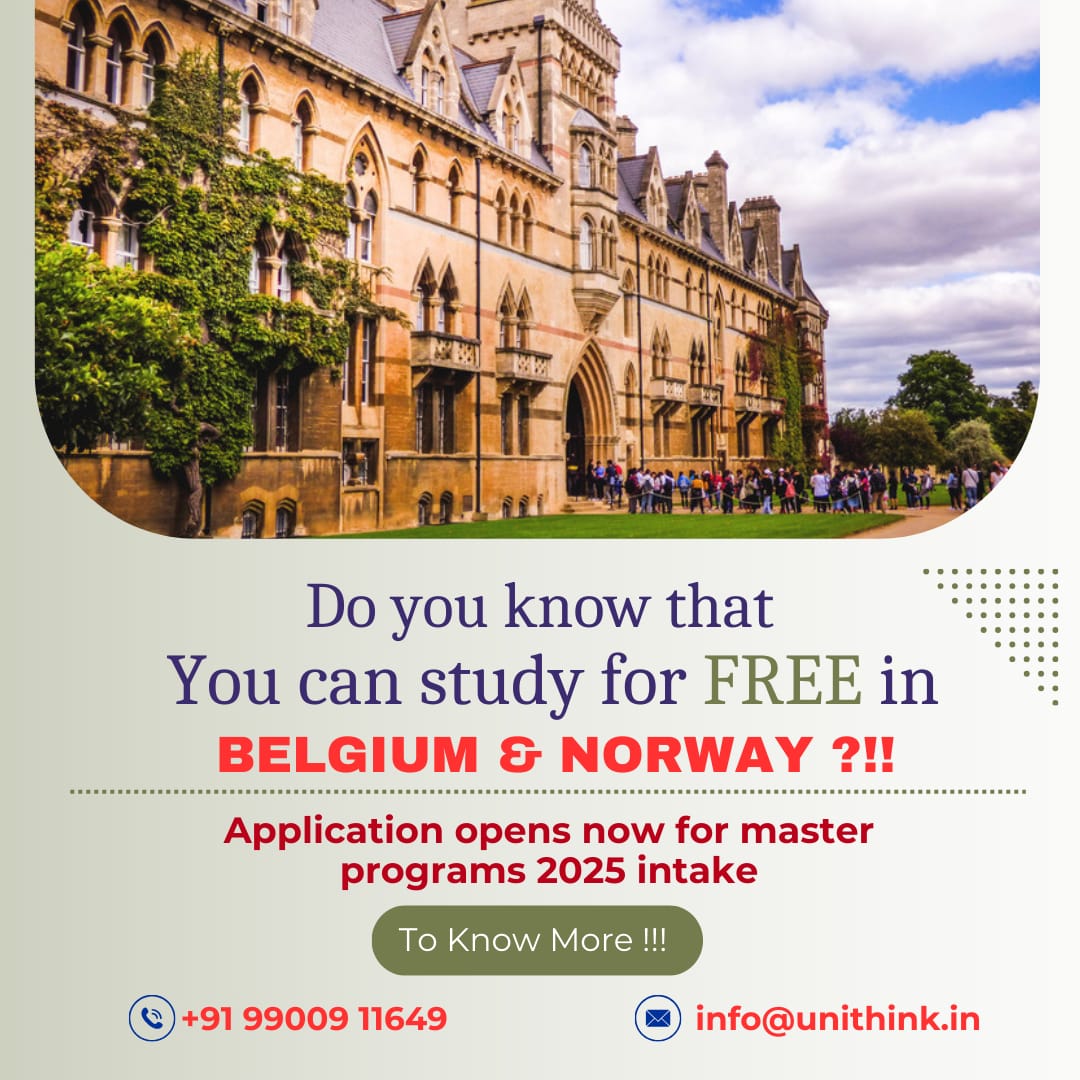 Do you know that
You can study for FREE in
BELGIUM & NORWAY ?!!
Application opens now for master
programs 2025 intake
To Know More !!!
+91 99009 11649
info@unithink.in